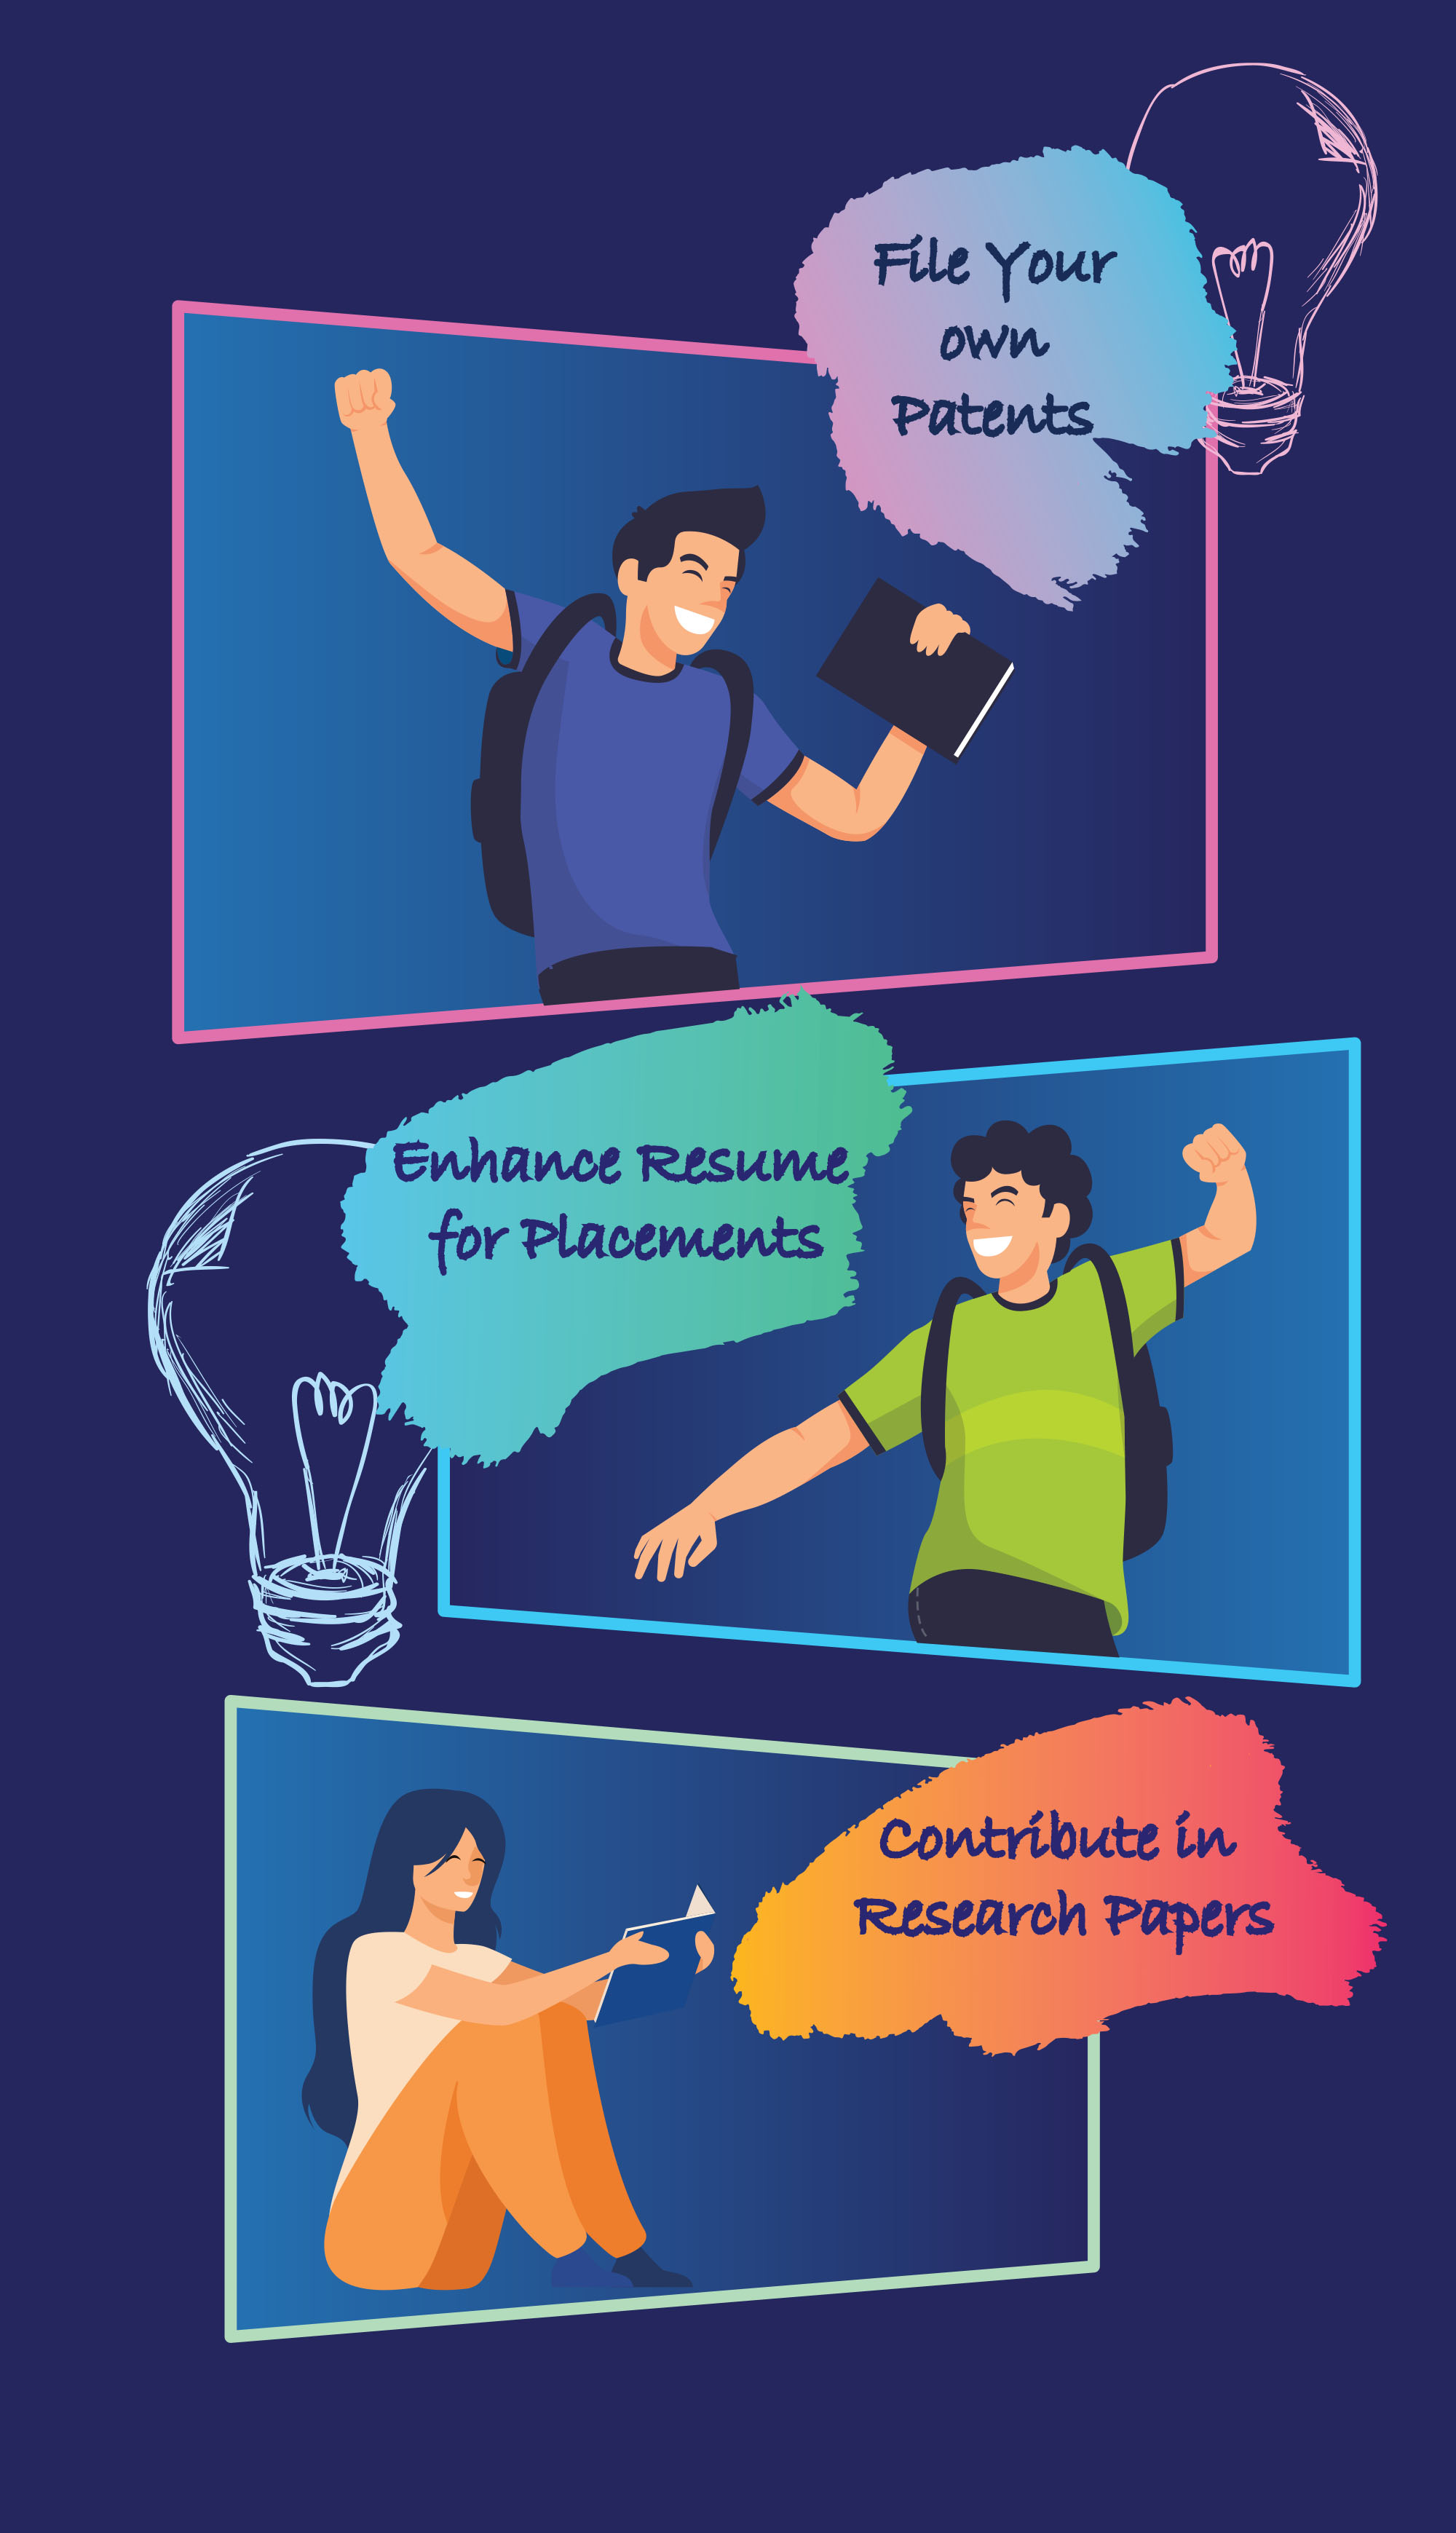 File Your
own
Patents
Enhance Resume
for Placements
Contribute in
Research Papers